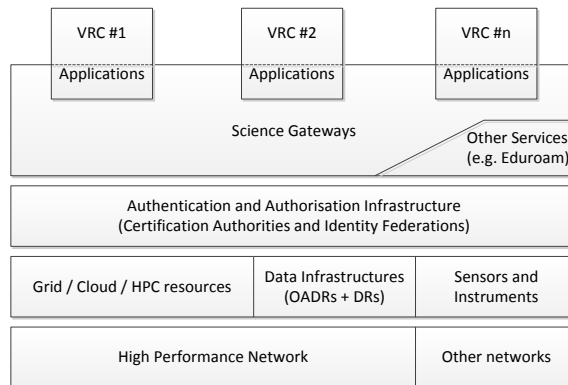 VRC #1
VRC #2
VRC #n
Applications
Applications
Applications
Science Gateways
Other Services
(e.g. Eduroam)
Authentication and Authorisation Infrastructure
(Certification Authorities and Identity Federations)
Grid / Cloud / HPC resources
Data Infrastructures
(OADRs + DRs)
Sensors and
Instruments
High Performance Network
Other networks